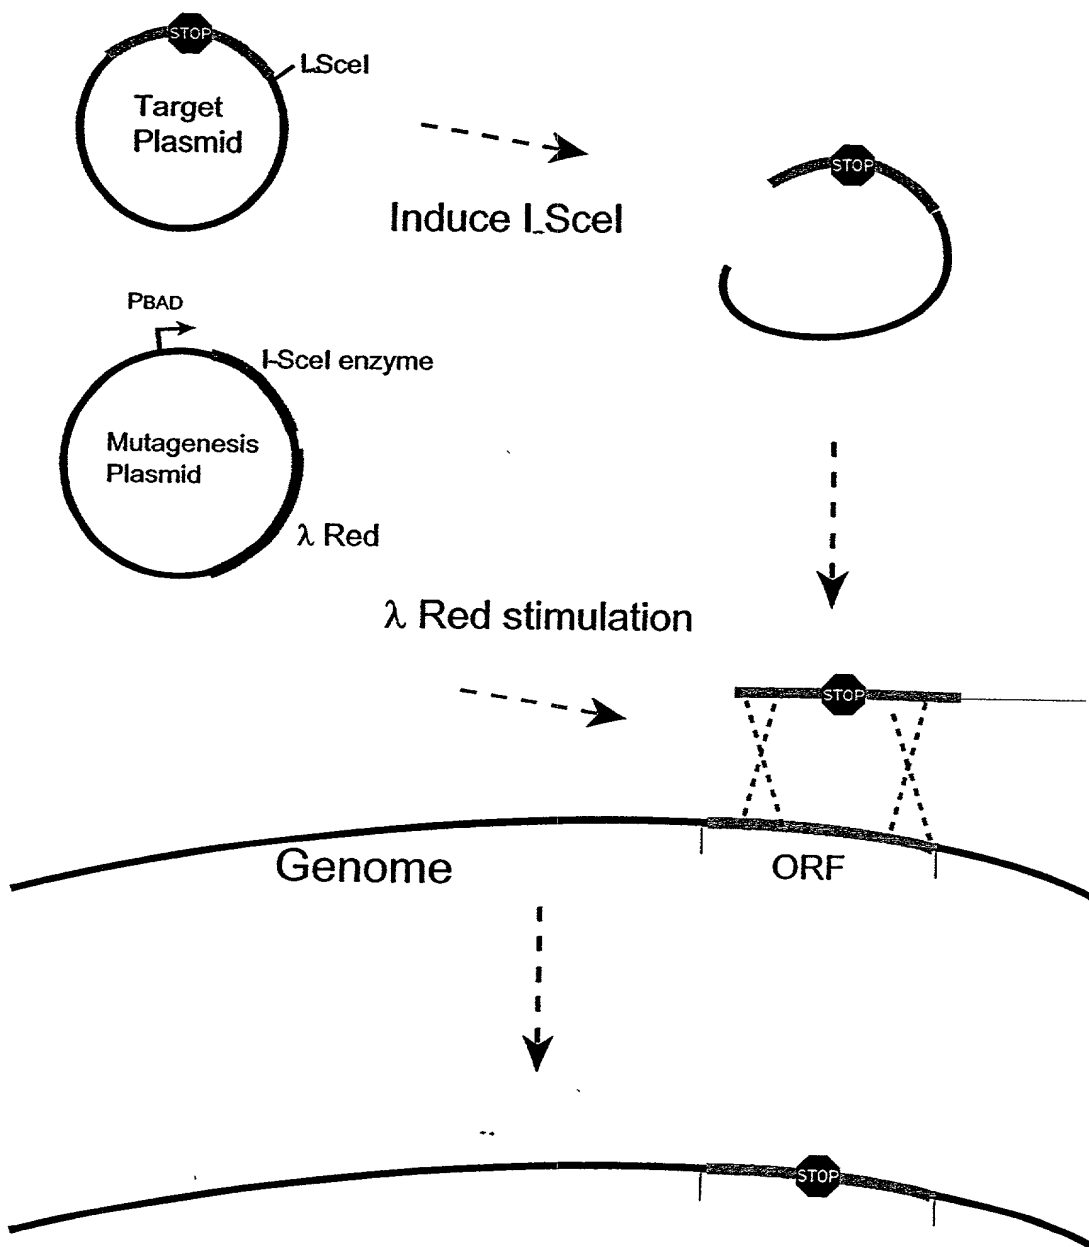 STOP
I-SceI
Target
Plasmid
STOP
Induce I-SceI
PBAD
I-SceI enzyme
Mutagenesis
Plasmid
λ Red
λ Red stimulation
STOP
Genome
ORF
STOP